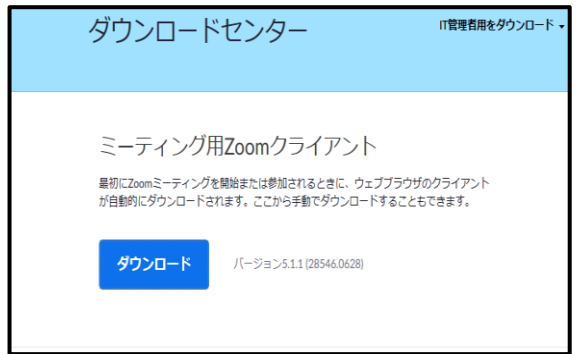 ダウンロードセンター
IT管理者用をダウンロード
ミーティング用Zoomクライアント
最初にZoomミーティングを開始または参加されるときに、ウェブブラウザのクライアント
が自動的にダウンロードされます。ここから手動でダウンロードすることもできます。
ダウンロード
バージョン5.1.1 (28546.0628)